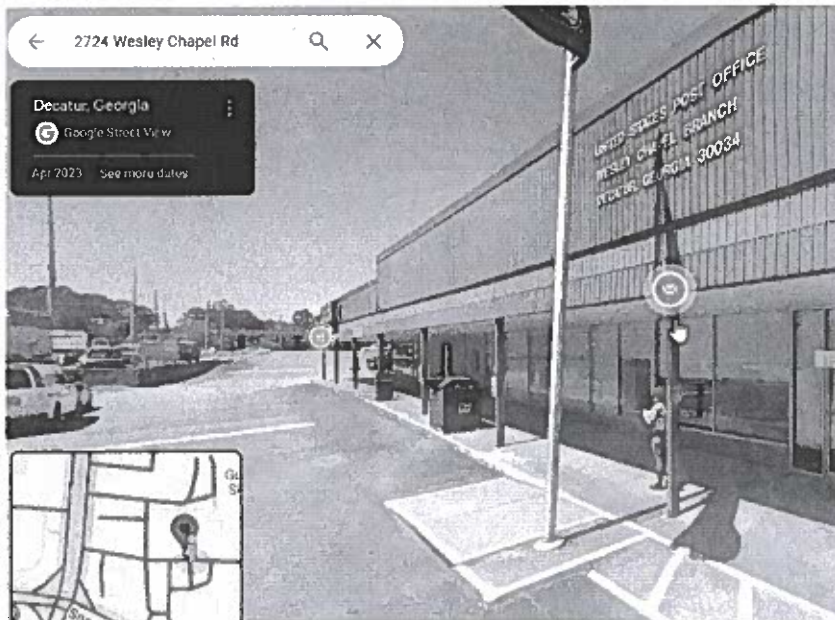 2724 Wesley Chapel Rd
Decatur, Georgia
Google Street View
Apr 2023 See more dates
UNITED STATES POST OFFICE
WESLEY CHAPEL BRANCH
DECATUR, GEORGIA 30034